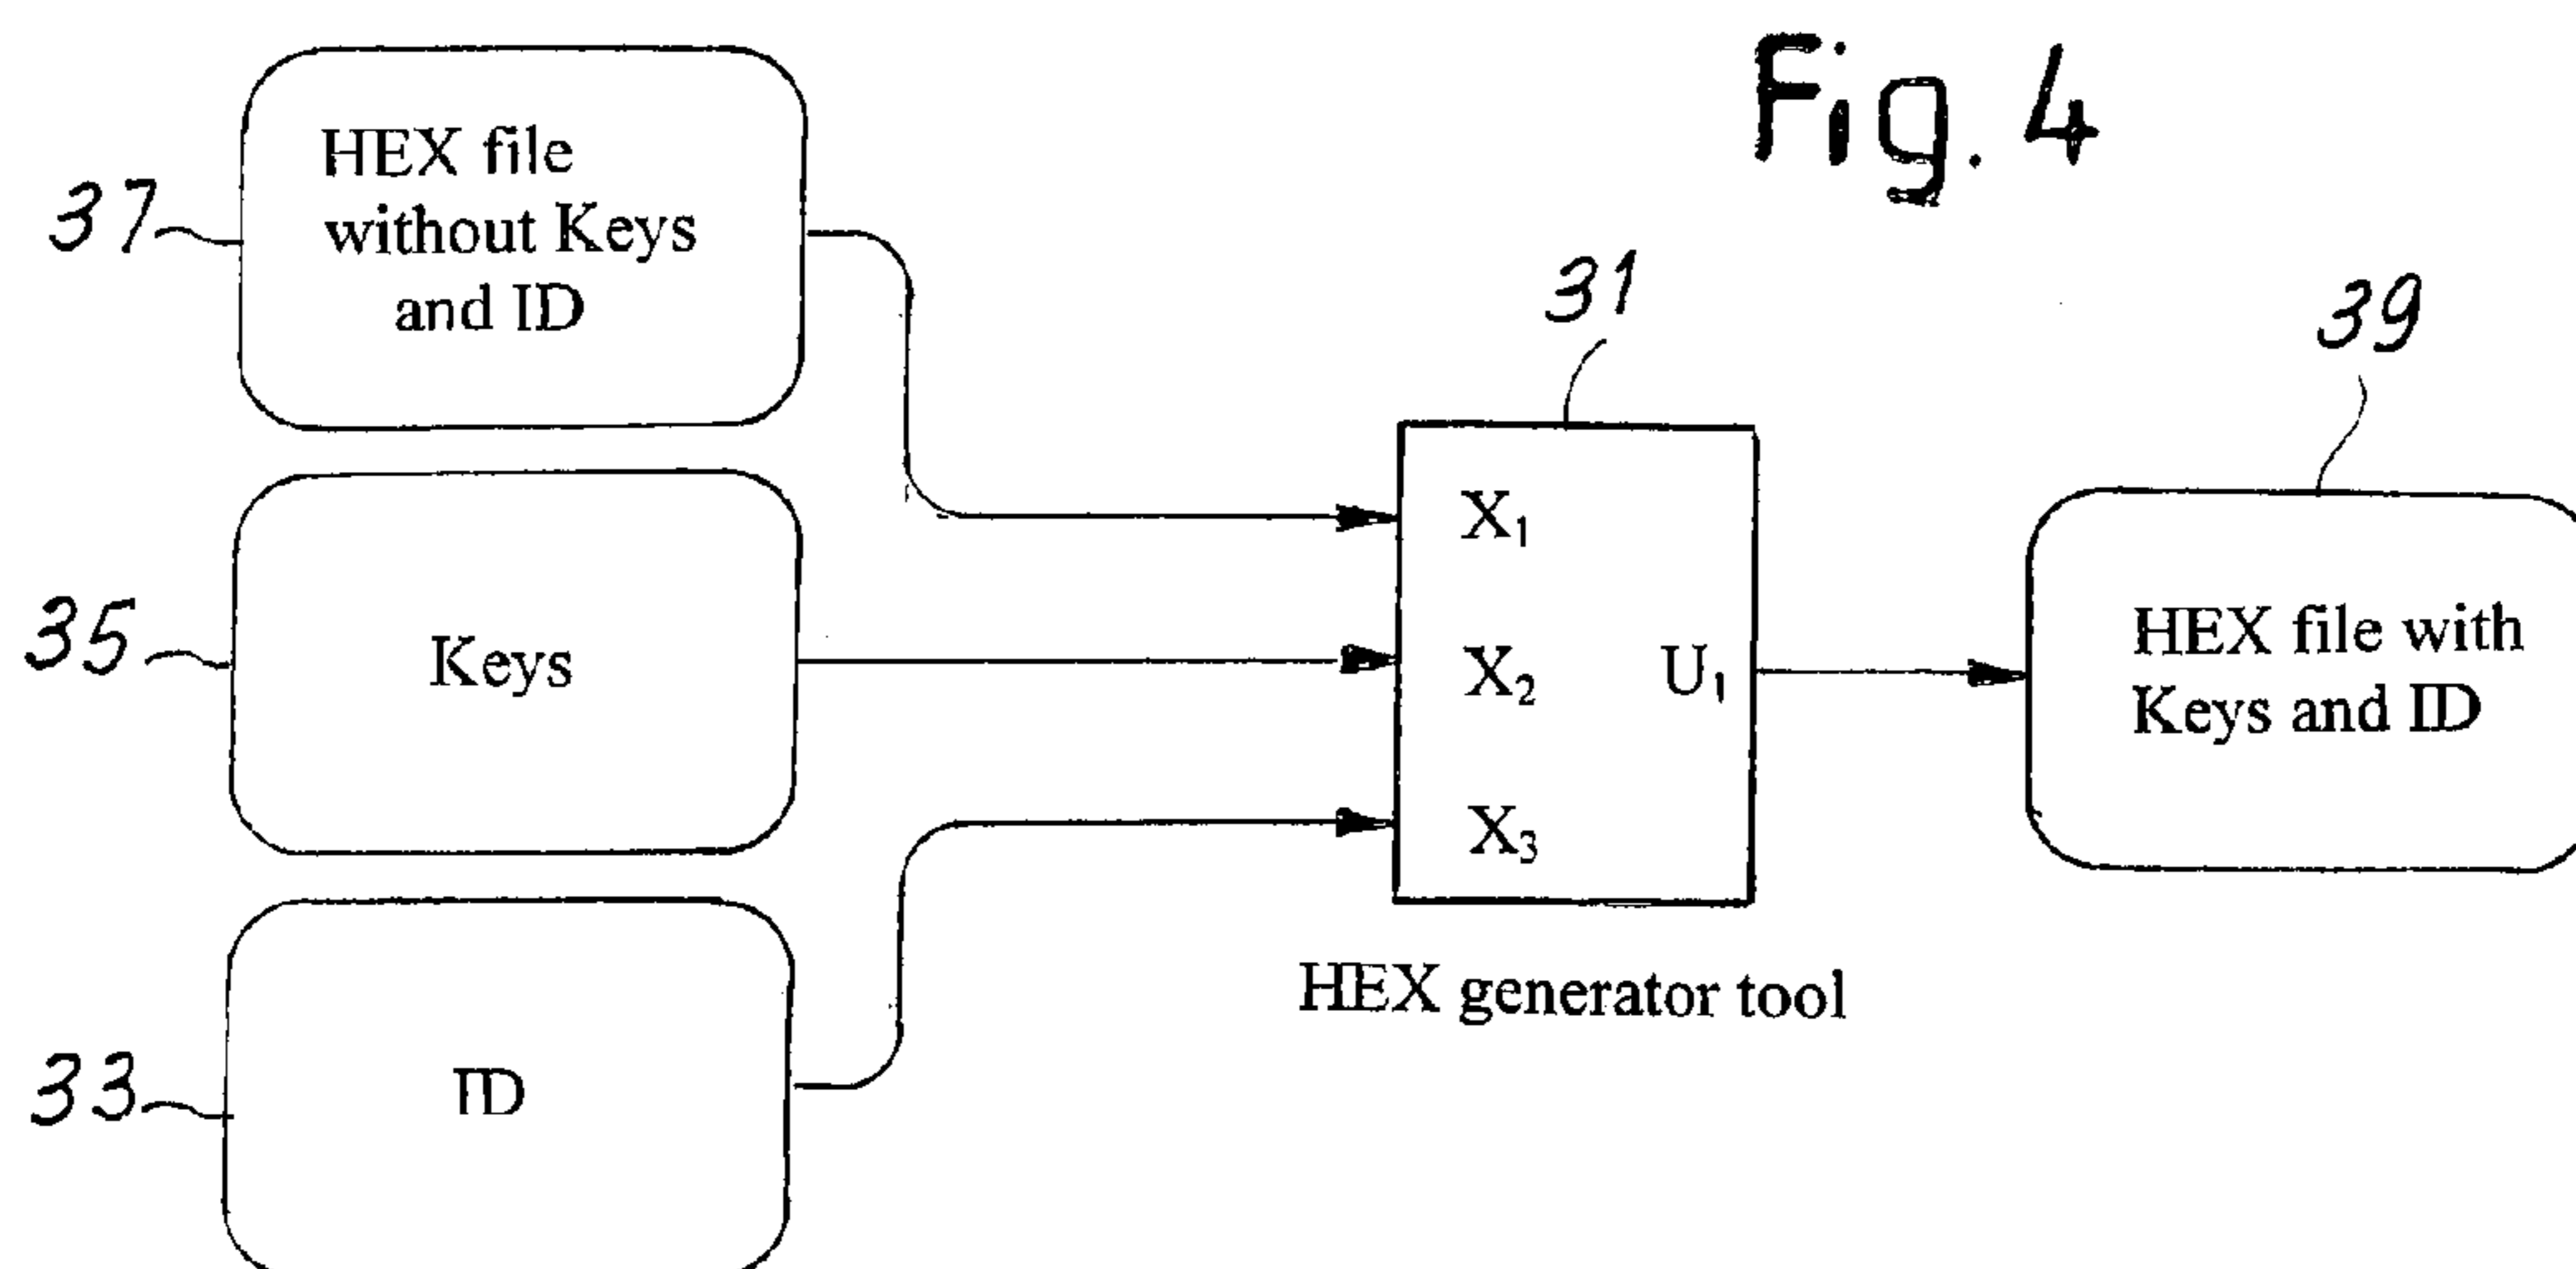 Fig. 4
37
HEX file
without Keys
and ID
35
Keys
33
ID
31
X₁
X₂
X₃
U₁
HEX generator tool
39
HEX file with
Keys and ID